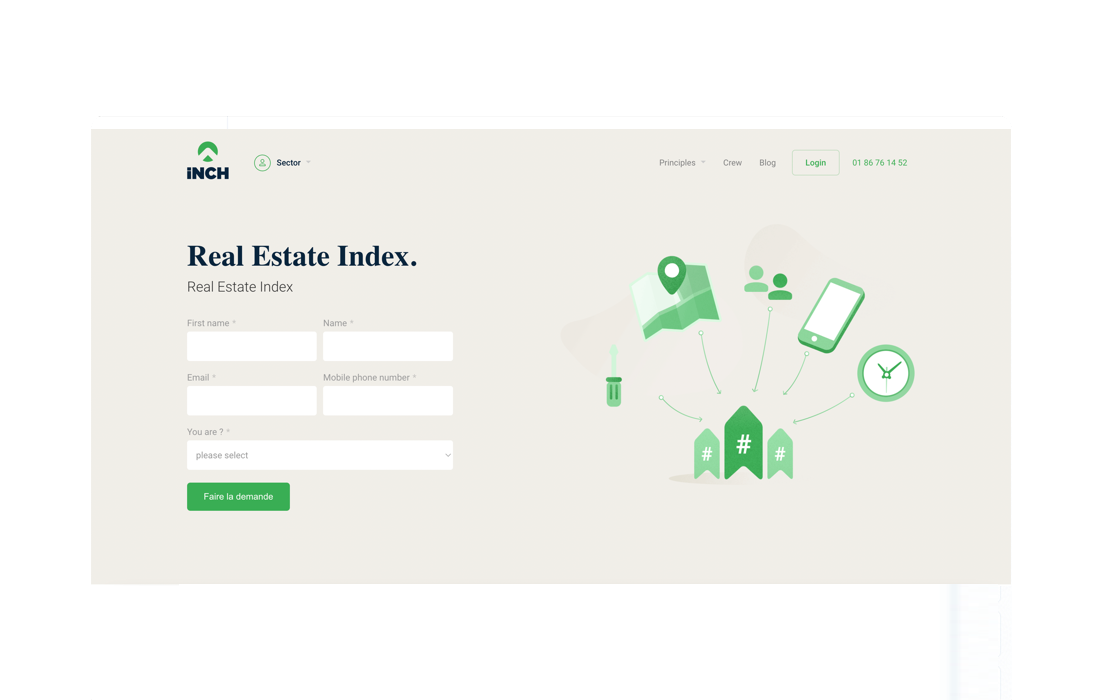 iNCH
Sector
Principles
Crew
Blog
Login
01 86 76 14 52
Real Estate Index.
Real Estate Index
First name *
Name *
Email *
Mobile phone number *
You are ? *
please select
Faire la demande
# # #